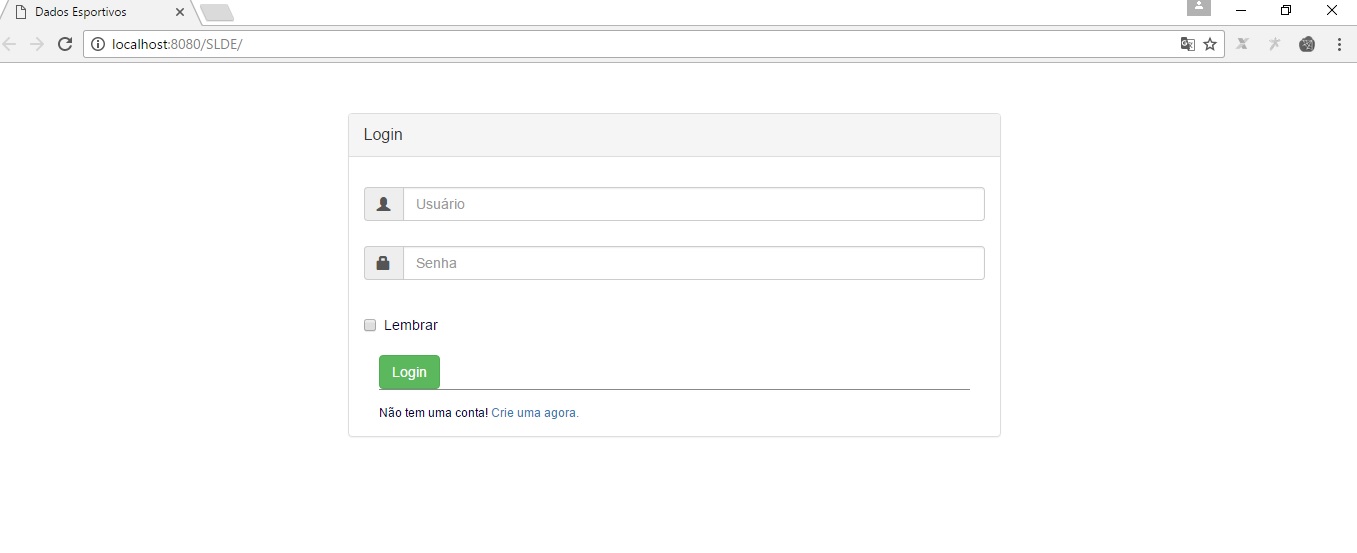 Dados Esportivos
localhost:8080/SLDE/
Login
Usuário
Senha
Lembrar
Login
Não tem uma conta! Crie uma agora.